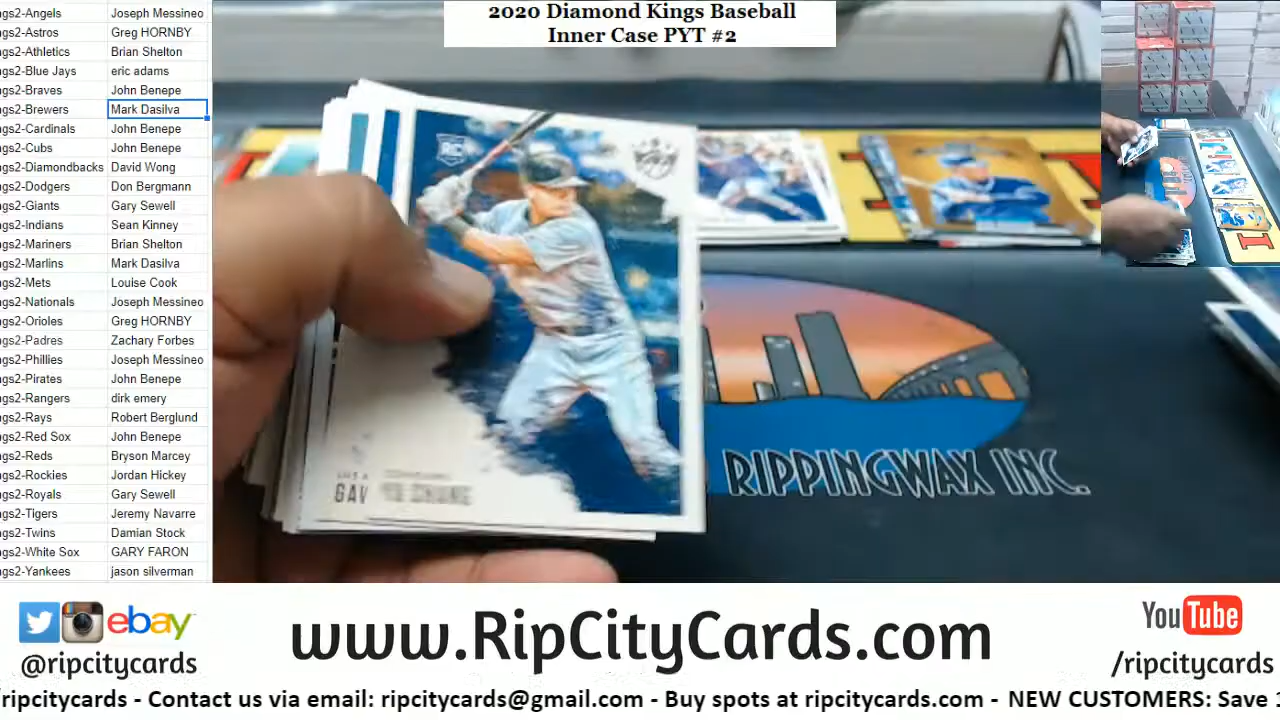 2020 Diamond Kings Baseball
Inner Case PYT #2
ngs2-Angels Joseph Messineo
ngs2-Astros Greg HORNBY
ngs2-Athletics Brian Shelton
ngs2-Blue Jays eric adams
ngs2-Braves John Benepe
ngs2-Brewers Mark Dasilva
ngs2-Cardinals John Benepe
ngs2-Cubs John Benepe
ngs2-Diamondbacks David Wong
ngs2-Dodgers Don Bergmann
ngs2-Giants Gary Sewell
ngs2-Indians Sean Kinney
ngs2-Mariners Brian Shelton
ngs2-Marlins Mark Dasilva
ngs2-Mets Louise Cook
ngs2-Nationals Joseph Messineo
ngs2-Orioles Greg HORNBY
ngs2-Padres Zachary Forbes
ngs2-Phillies Joseph Messineo
ngs2-Pirates John Benepe
ngs2-Rangers dirk emery
ngs2-Rays Robert Berglund
ngs2-Red Sox John Benepe
ngs2-Reds Bryson Marcey
ngs2-Rockies Jordan Hickey
ngs2-Royals Gary Sewell
ngs2-Tigers Jeremy Navarre
ngs2-Twins Damian Stock
ngs2-White Sox GARY FARON
ngs2-Yankees jason silverman
RC
GAV
YU CHANG
RIPPINGWAX INC.
ebay
@ripcitycards
www.RipCityCards.com
YouTube
/ripcitycards
/ripcitycards - Contact us via email: ripcitycards@gmail.com - Buy spots at ripcitycards.com - NEW CUSTOMERS: Save 1